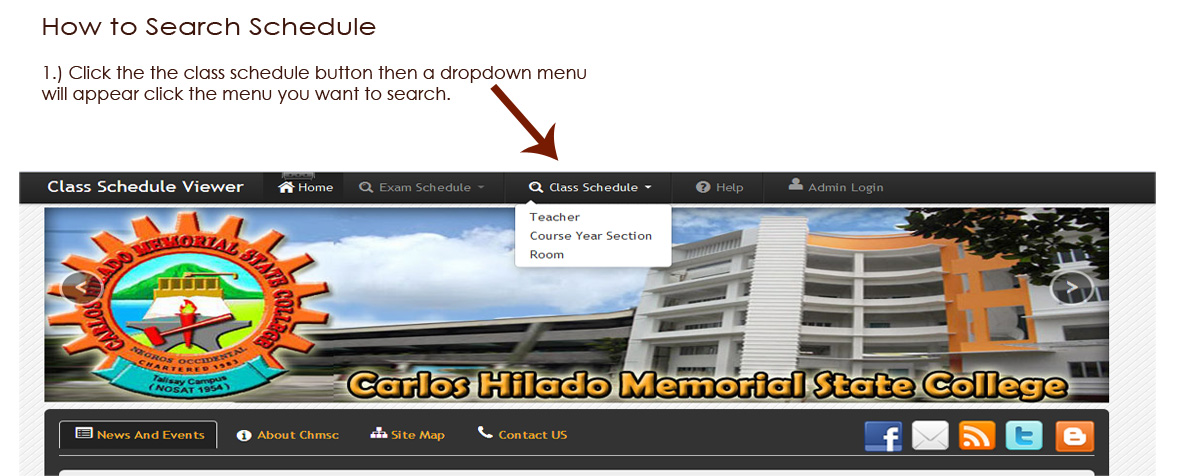 How to Search Schedule
1.) Click the the class schedule button then a dropdown menu
will appear click the menu you want to search.
Class Schedule Viewer
Home
Exam Schedule
Class Schedule
Help
Admin Login
Teacher
Course Year Section
Room
CARLOS HILADO MEMORIAL STATE COLLEGE
NEGROS OCCIDENTAL
CHARTERED 1983
Talisay Campus
(NOSAT 1954)
Carlos Hilado Memorial State College
News And Events
About Chmsc
Site Map
Contact US